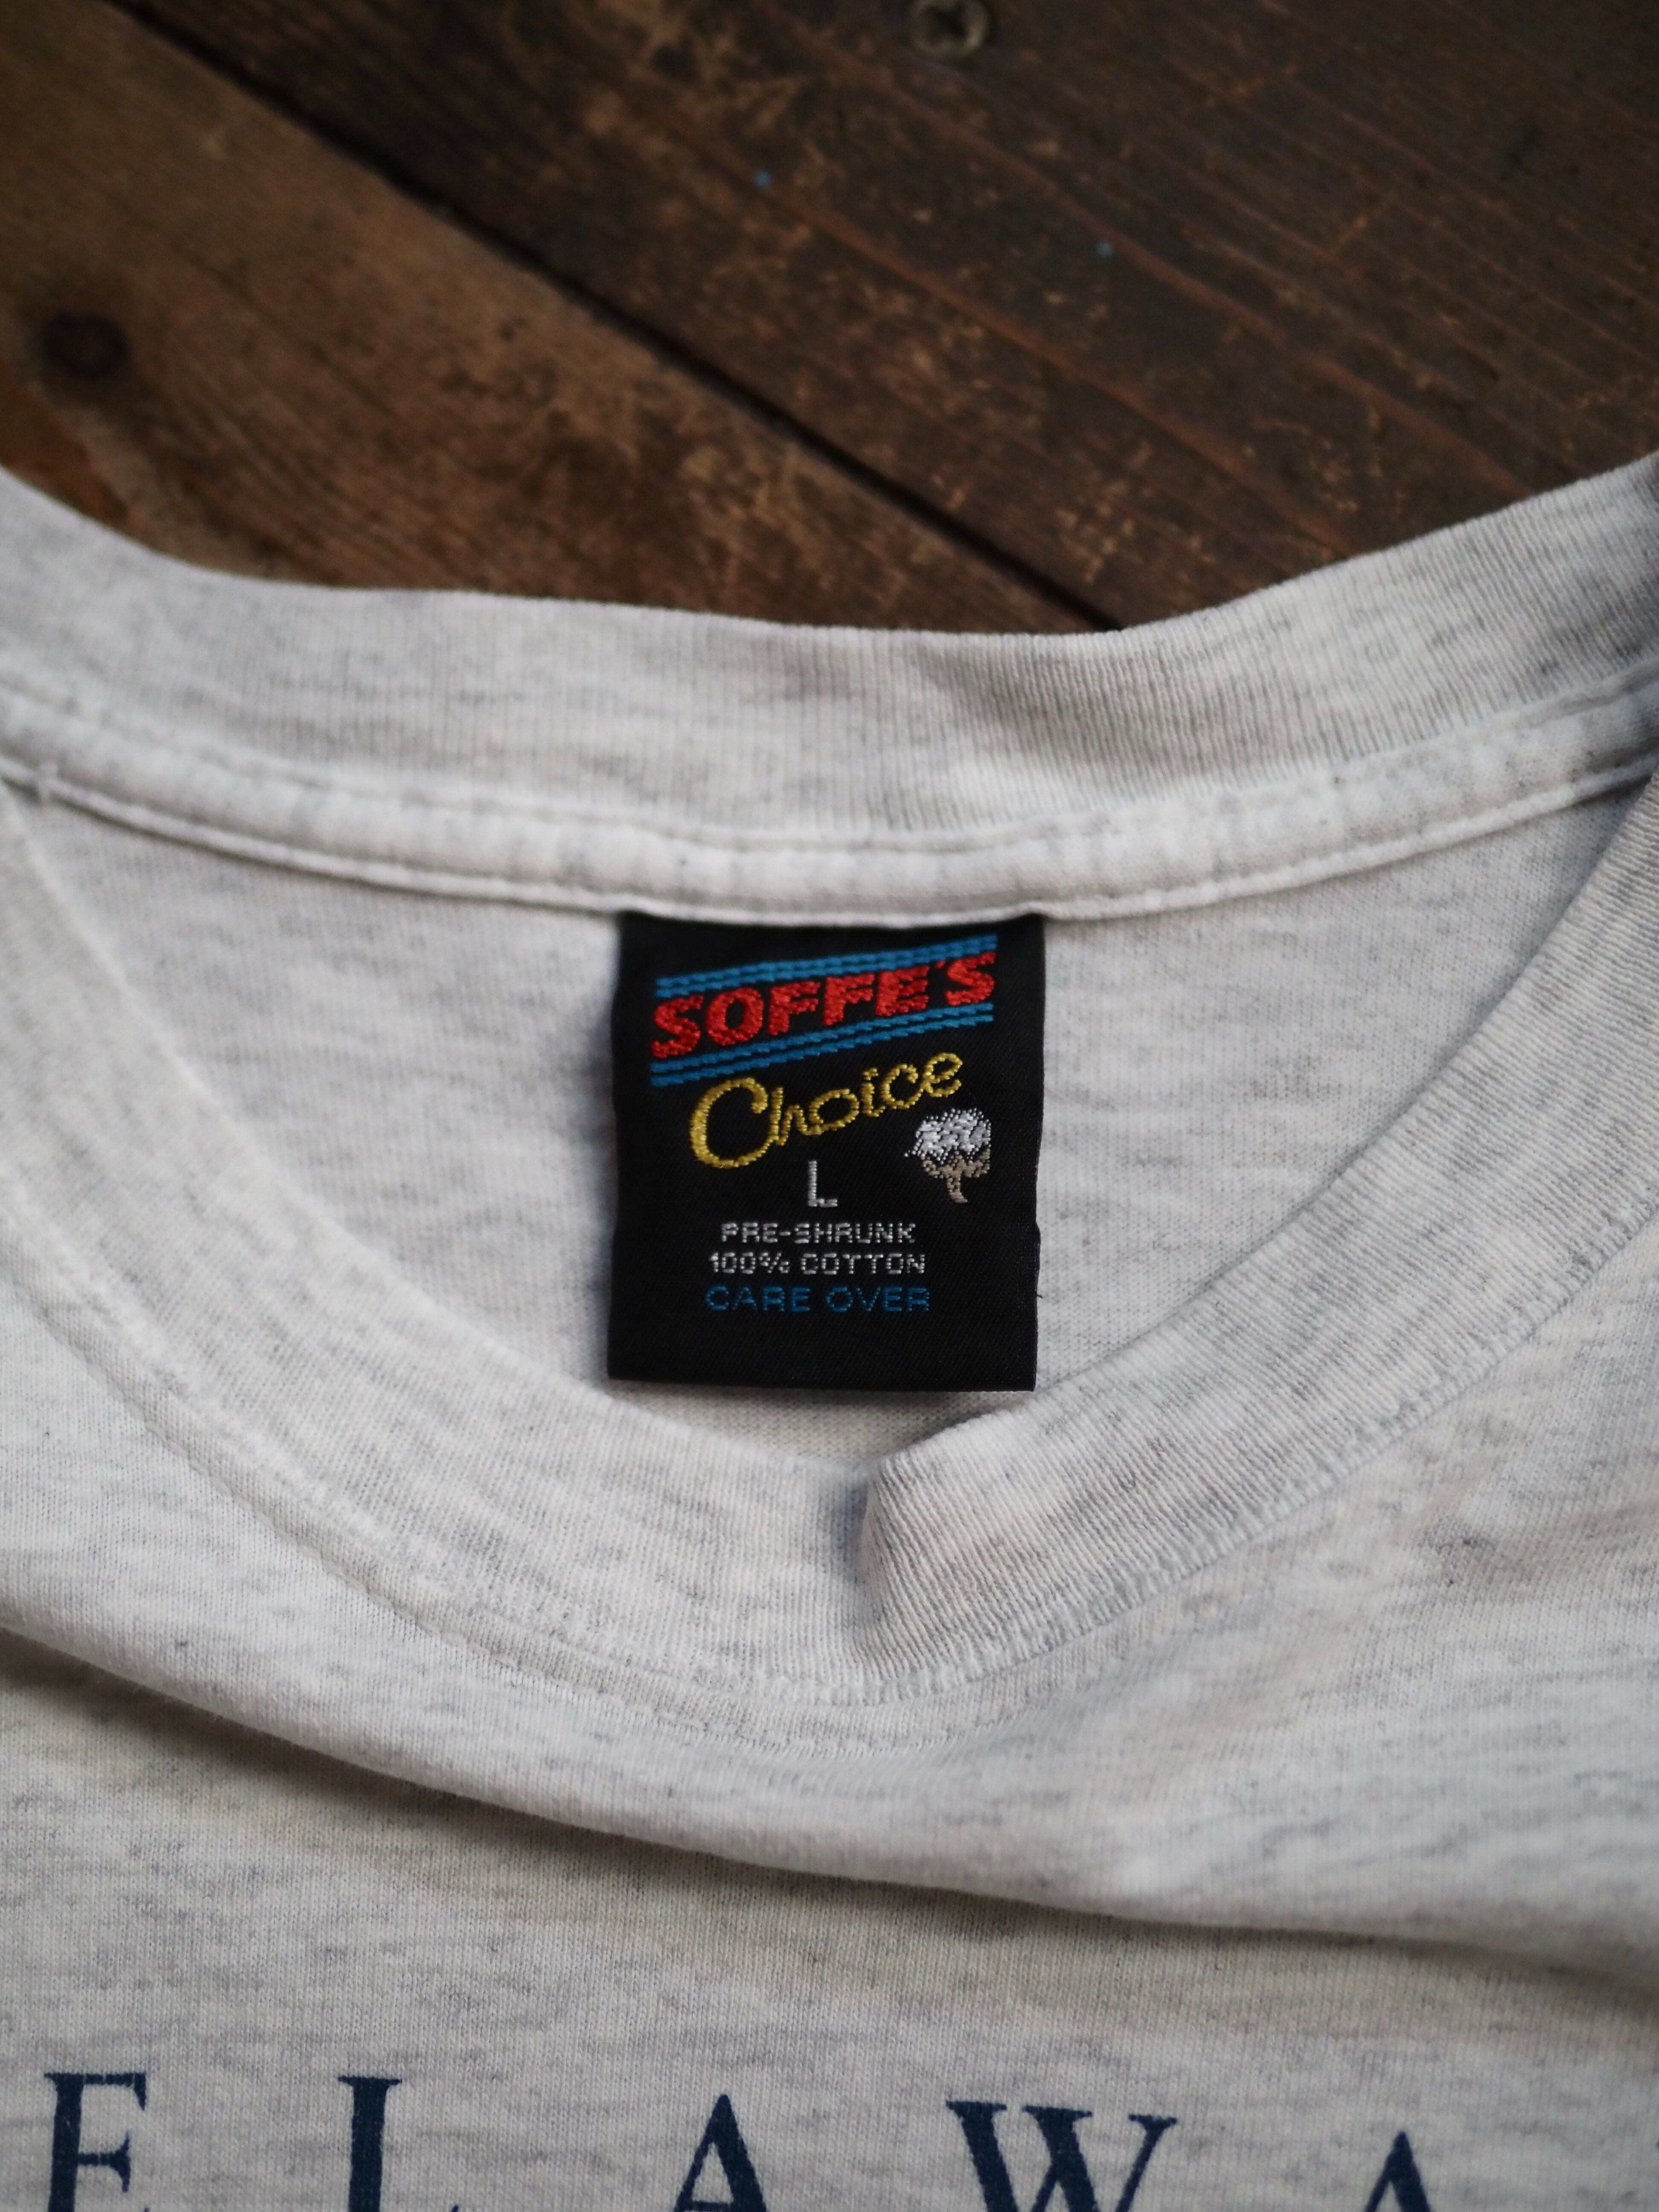 SOFFE'S
Choice
L
PRE-SHRUNK
100% COTTON
CARE OVER
E L A W A